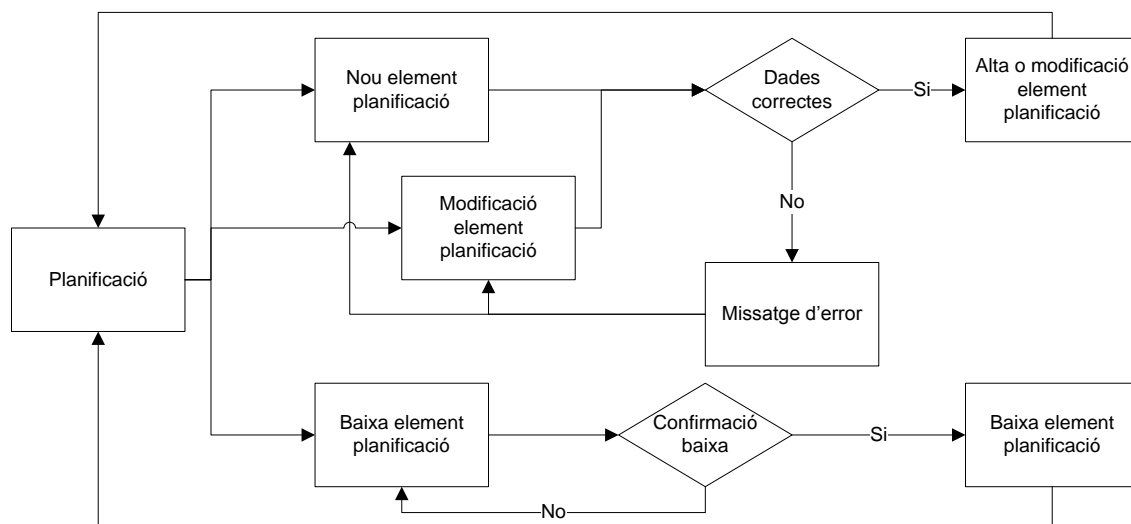 Nou element
planificació
Dades
correctes
Si
Alta o modificació
element
planificació
Modificació
element
planificació
No
Planificació
Missatge d'error
Baixa element
planificació
Confirmació
baixa
Si
Baixa element
planificació
No